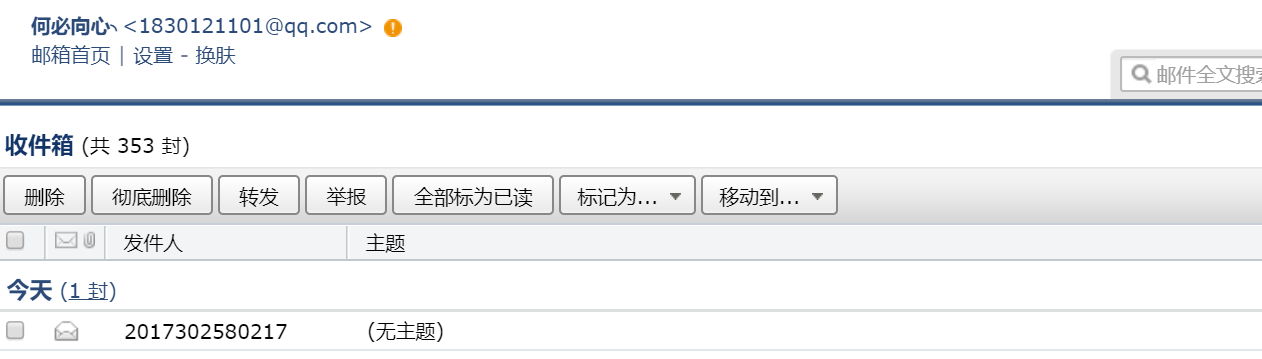 何必向心ヽ <1830121101@qq.com>
邮箱首页 | 设置 - 换肤
邮件全文搜
收件箱 (共 353 封)
删除 彻底删除 转发 举报 全部标为已读 标记为... 移动到...
发件人 主题
今天 (1 封)
2017302580217 (无主题)